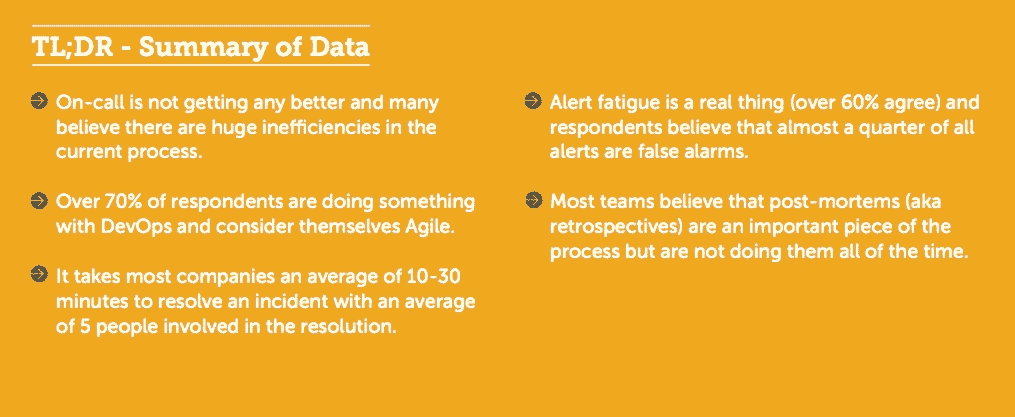 TL;DR - Summary of Data
On-call is not getting any better and many
believe there are huge inefficiencies in the
current process.
Over 70% of respondents are doing something
with DevOps and consider themselves Agile.
It takes most companies an average of 10-30
minutes to resolve an incident with an average
of 5 people involved in the resolution.
Alert fatigue is a real thing (over 60% agree) and
respondents believe that almost a quarter of all
alerts are false alarms.
Most teams believe that post-mortems (aka
retrospectives) are an important piece of the
process but are not doing them all of the time.